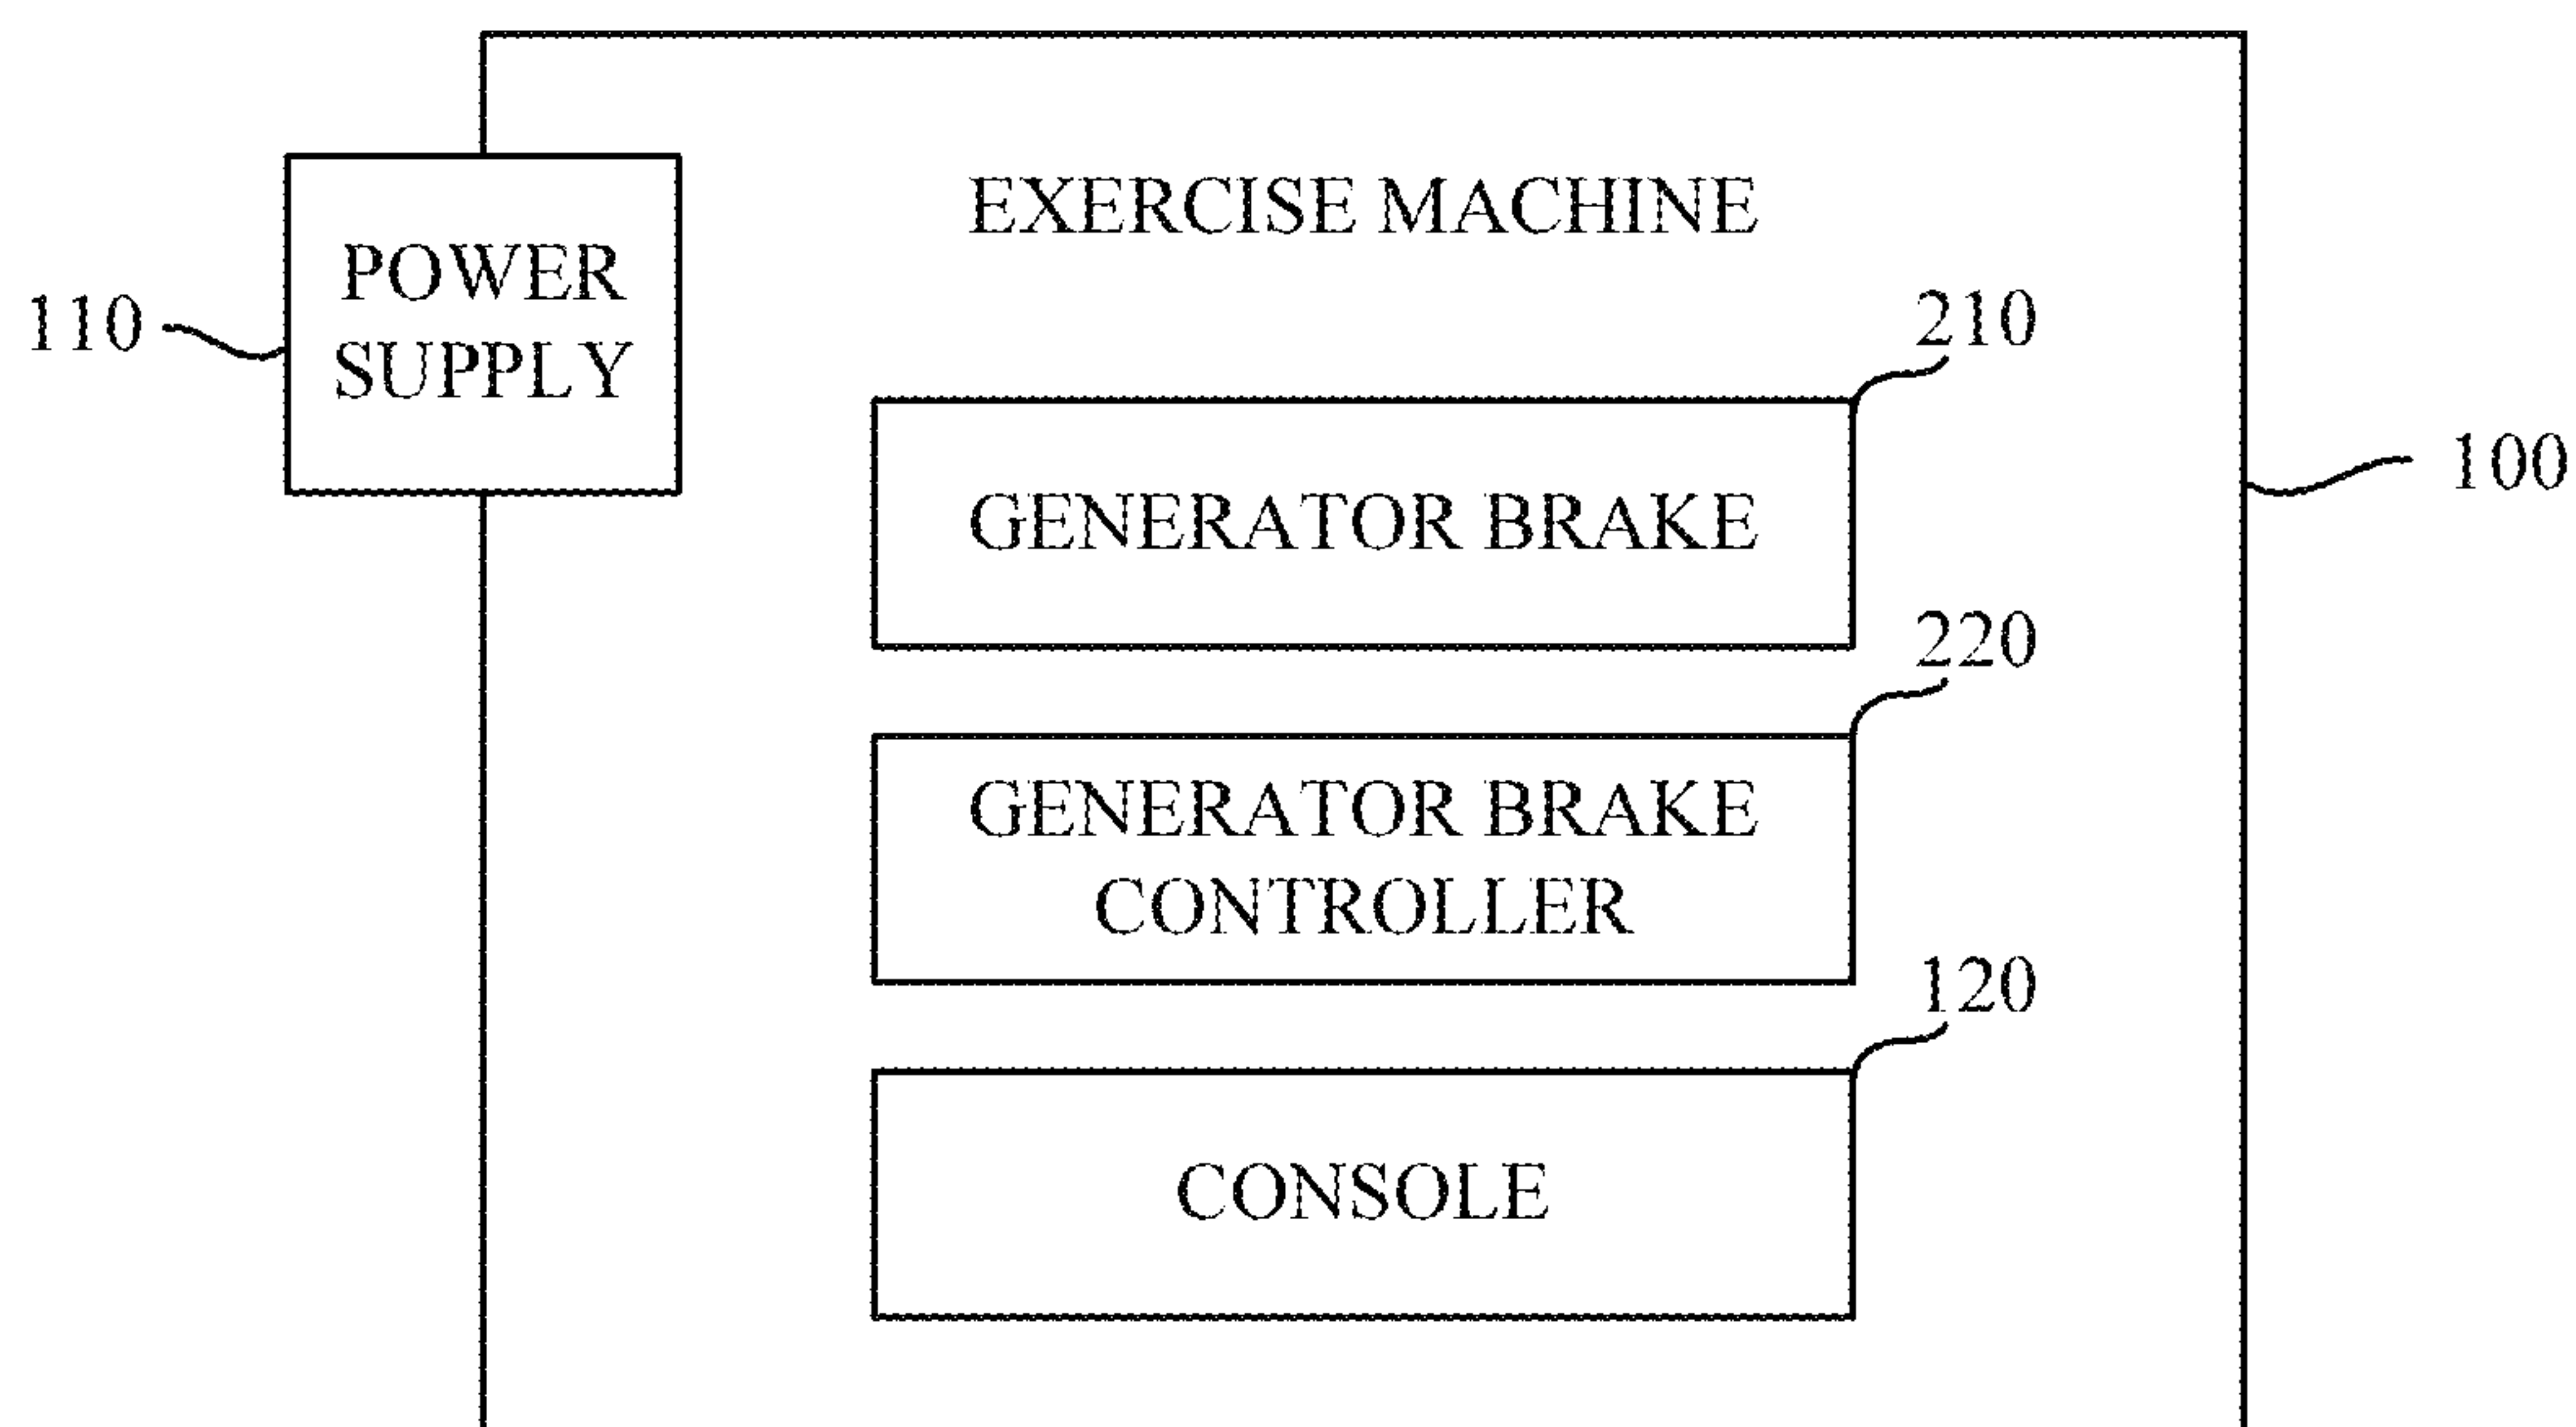 EXERCISE MACHINE
POWER
SUPPLY
110
210
100
GENERATOR BRAKE
220
GENERATOR BRAKE
CONTROLLER
120
CONSOLE